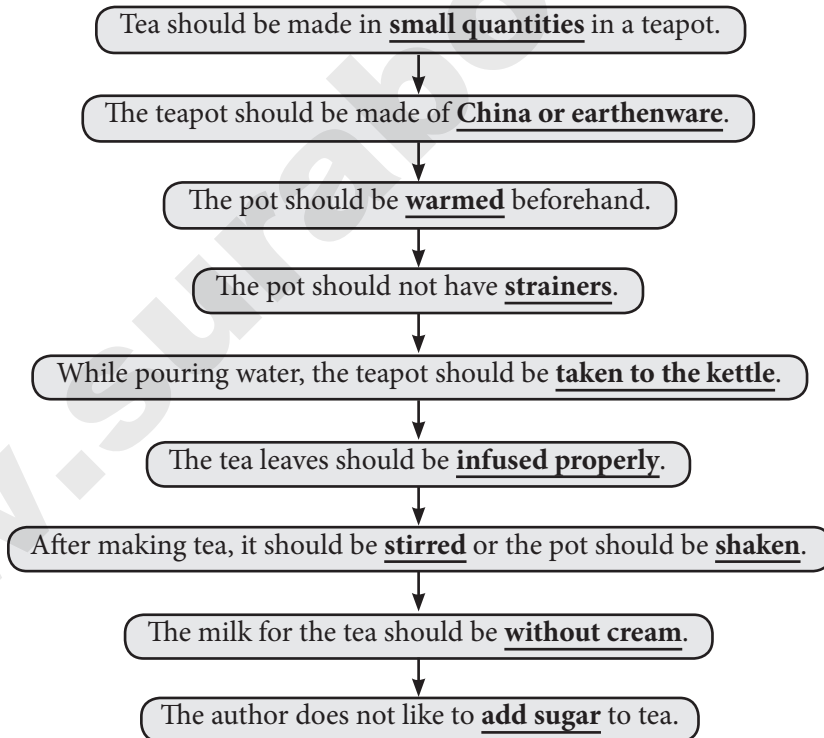 Tea should be made in small quantities in a teapot.
The teapot should be made of China or earthenware.
The pot should be warmed beforehand.
The pot should not have strainers.
While pouring water, the teapot should be taken to the kettle.
The tea leaves should be infused properly.
After making tea, it should be stirred or the pot should be shaken.
The milk for the tea should be without cream.
The author does not like to add sugar to tea.